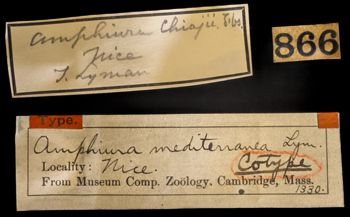 Amphiura Chiajii. Fbs.
Nice
T. Lyman
866
Type.
Amphiura mediterranea Lym.
Locality: Nice. Cotype
From Museum Comp. Zoölogy, Cambridge, Mass.
1330.